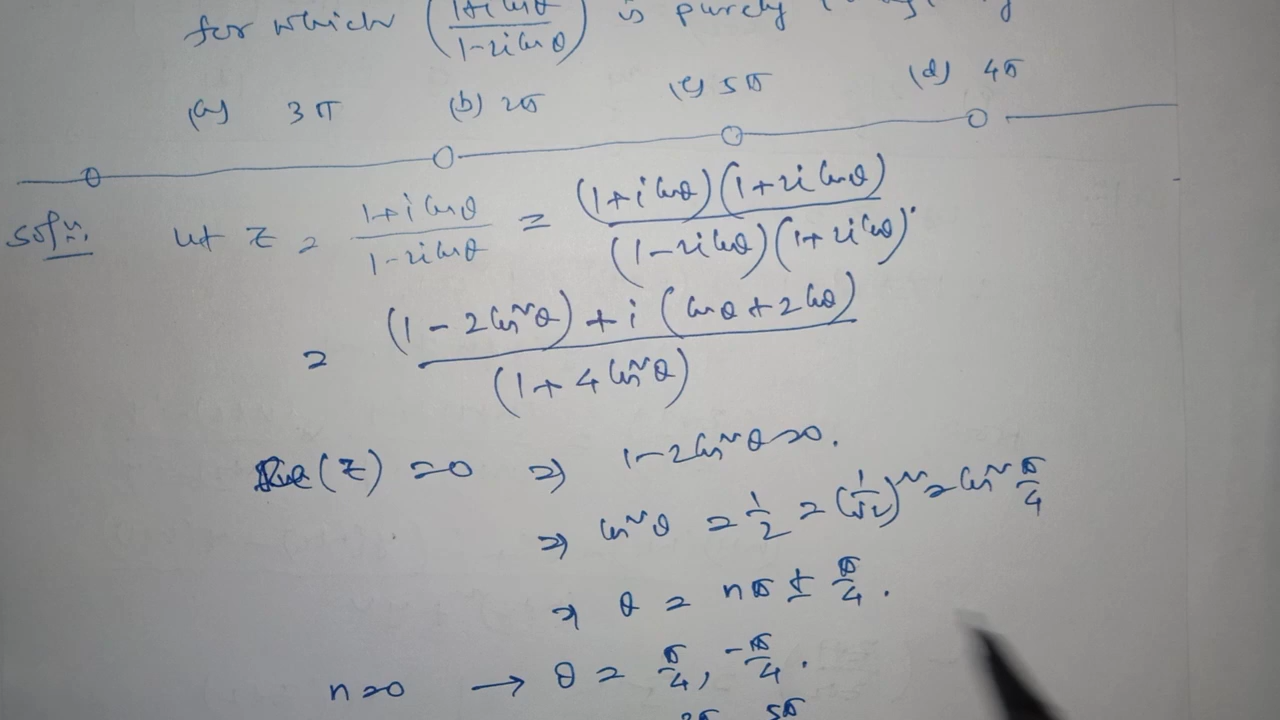 for which (1+i cosθ / 1-2i cosθ) is purely
(a) 3π (b) 2π (c) 5π (d) 4π
Soln. Let z = 1+i cosθ / 1-2i cosθ = (1+i cosθ)(1+2i cosθ) / (1-2i cosθ)(1+2i cosθ)
= (1-2cos²θ)+i(cosθ+2cosθ) / (1+4cos²θ)
Re(z) = 0 ⇒ 1-2cos²θ=0.
⇒ cos²θ = 1/2 = (1/√2)² = cos² π/4
⇒ θ = nπ ± π/4.
n=0 → θ = π/4, -π/4.
3π 5π